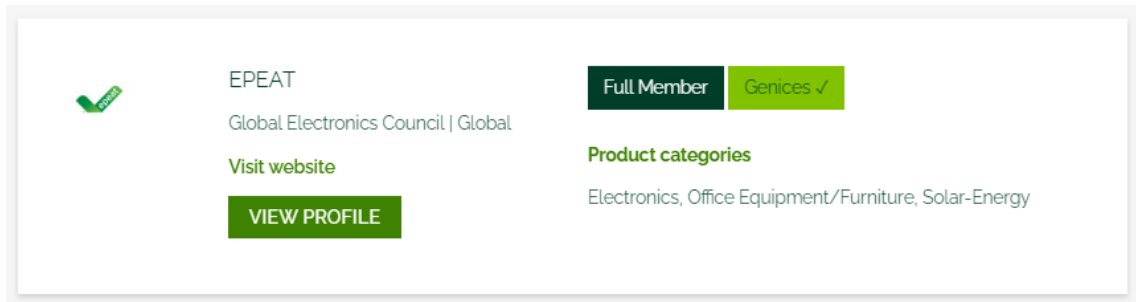 epeat
EPEAT
Global Electronics Council | Global
Visit website
VIEW PROFILE
Full Member
Genices ✓
Product categories
Electronics, Office Equipment/Furniture, Solar-Energy